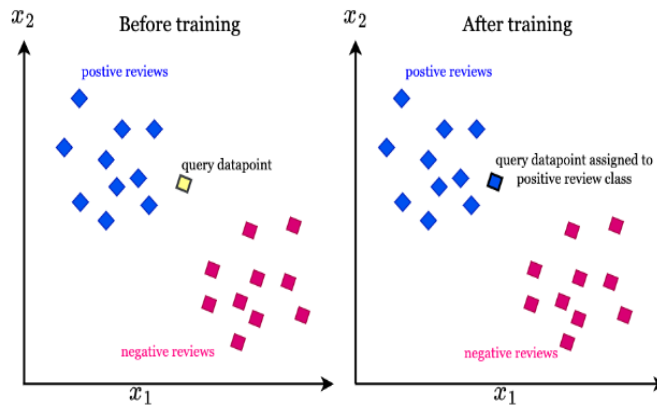 Before training
x₂
postive reviews
query datapoint
negative reviews
x₁
After training
x₂
postive reviews
query datapoint assigned to
positive review class
negative reviews
x₁